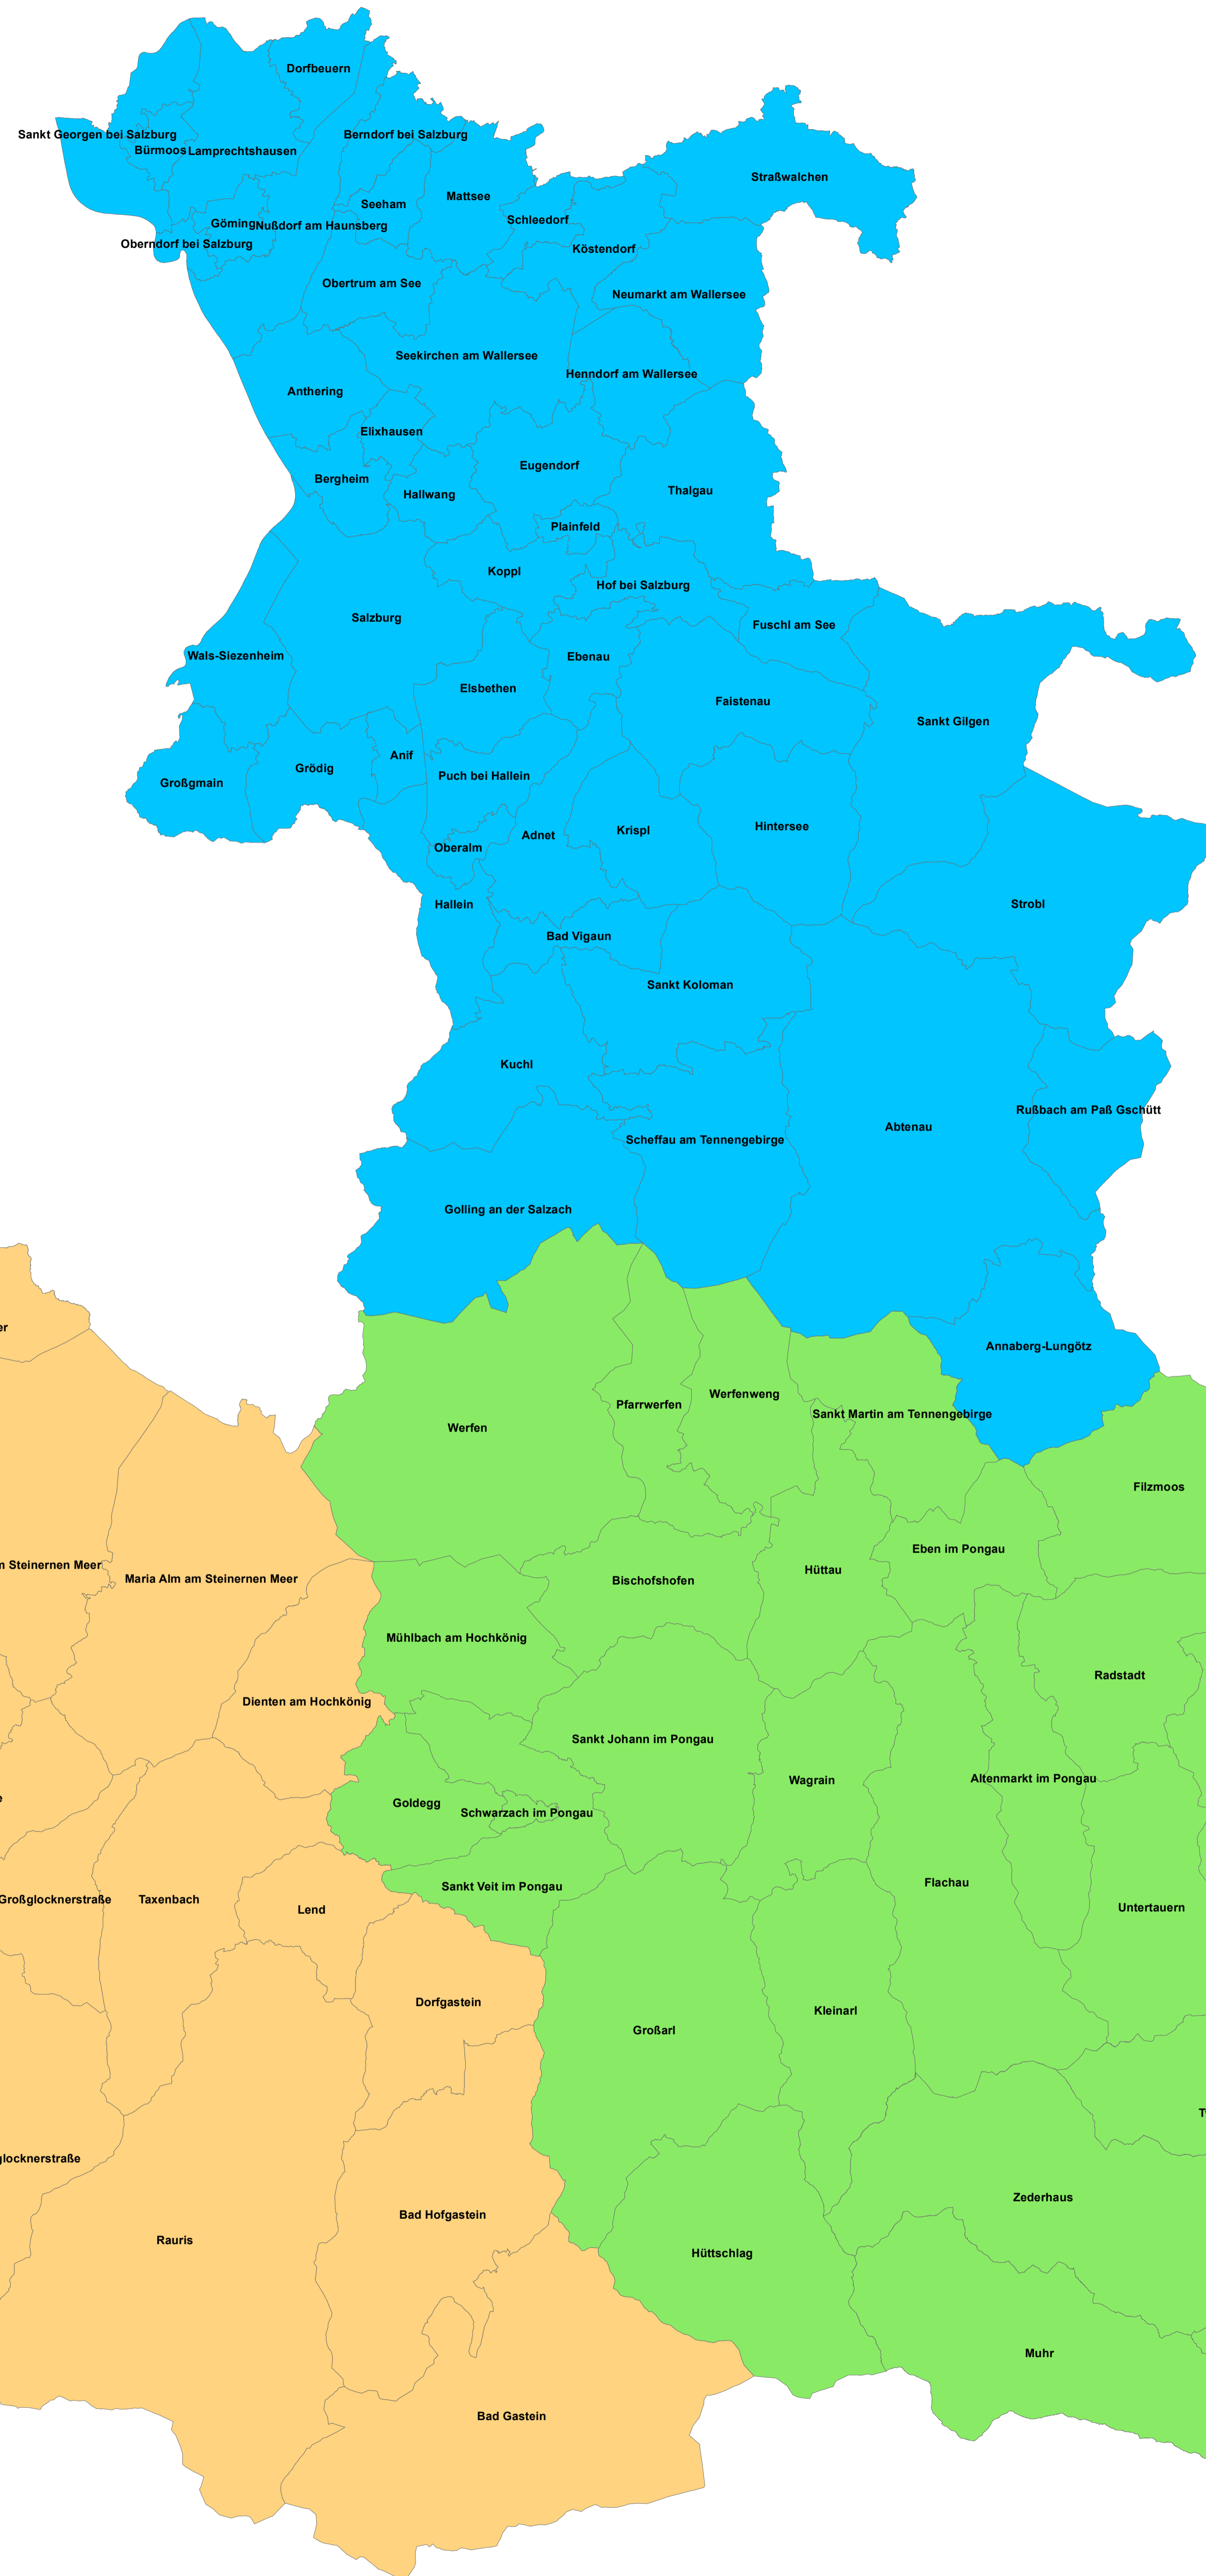 Dorfbeuern
Sankt Georgen bei Salzburg
Berndorf bei Salzburg
Bürmoos
Lamprechtshausen
Straßwalchen
Mattsee
Seeham
Schleedorf
Göming
Nußdorf am Haunsberg
Oberndorf bei Salzburg
Köstendorf
Obertrum am See
Neumarkt am Wallersee
Seekirchen am Wallersee
Henndorf am Wallersee
Anthering
Elixhausen
Eugendorf
Bergheim
Thalgau
Hallwang
Plainfeld
Koppl
Hof bei Salzburg
Salzburg
Fuschl am See
Wals-Siezenheim
Ebenau
Elsbethen
Faistenau
Sankt Gilgen
Anif
Grödig
Puch bei Hallein
Großgmain
Hintersee
Krispl
Adnet
Oberalm
Hallein
Strobl
Bad Vigaun
Sankt Koloman
Kuchl
Rußbach am Paß Gschütt
Abtenau
Scheffau am Tennengebirge
Golling an der Salzach
er
Annaberg-Lungötz
Werfenweng
Pfarrwerfen
Sankt Martin am Tennengebirge
Werfen
Filzmoos
Eben im Pongau
m Steinernen Meer
Hüttau
Maria Alm am Steinernen Meer
Bischofshofen
Mühlbach am Hochkönig
Radstadt
Dienten am Hochkönig
Sankt Johann im Pongau
Altenmarkt im Pongau
Wagrain
e
Goldegg
Schwarzach im Pongau
Flachau
Sankt Veit im Pongau
Großglocknerstraße
Taxenbach
Untertauern
Lend
Dorfgastein
Kleinarl
Großarl
Tw
glocknerstraße
Zederhaus
Bad Hofgastein
Rauris
Hüttschlag
Muhr
Bad Gastein